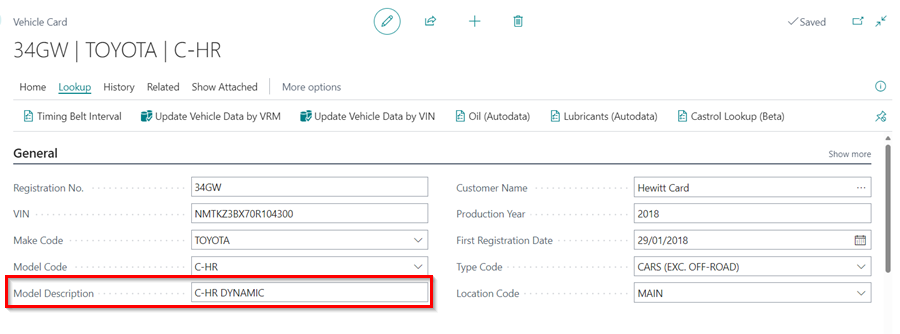 Vehicle Card
Saved
34GW | TOYOTA | C-HR
Home Lookup History Related Show Attached More options
Timing Belt Interval Update Vehicle Data by VRM Update Vehicle Data by VIN Oil (Autodata) Lubricants (Autodata) Castrol Lookup (Beta)
General Show more
Registration No. 34GW Customer Name Hewitt Card ...
VIN NMTKZ3BX70R104300 Production Year 2018
Make Code TOYOTA First Registration Date 29/01/2018
Model Code C-HR Type Code CARS (EXC. OFF-ROAD)
Model Description C-HR DYNAMIC Location Code MAIN